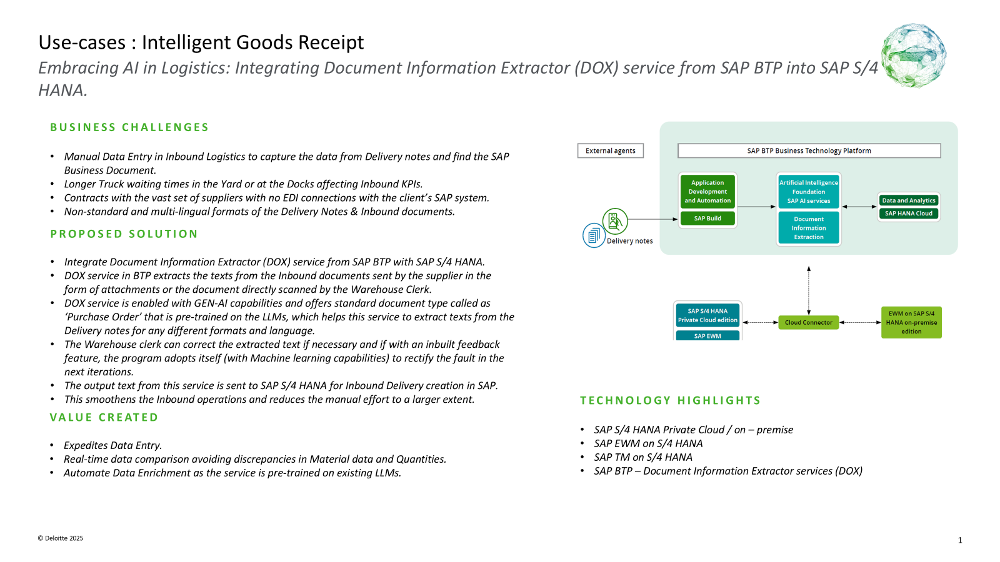 Use-cases : Intelligent Goods Receipt
Embracing AI in Logistics: Integrating Document Information Extractor (DOX) service from SAP BTP into SAP S/4
HANA.
BUSINESS CHALLENGES
• Manual Data Entry in Inbound Logistics to capture the data from Delivery notes and find the SAP
Business Document.
• Longer Truck waiting times in the Yard or at the Docks affecting Inbound KPIs.
• Contracts with the vast set of suppliers with no EDI connections with the client’s SAP system.
• Non-standard and multi-lingual formats of the Delivery Notes & Inbound documents.
PROPOSED SOLUTION
• Integrate Document Information Extractor (DOX) service from SAP BTP with SAP S/4 HANA.
• DOX service in BTP extracts the texts from the Inbound documents sent by the supplier in the
form of attachments or the document directly scanned by the Warehouse Clerk.
• DOX service is enabled with GEN-AI capabilities and offers standard document type called as
‘Purchase Order’ that is pre-trained on the LLMs, which helps this service to extract texts from the
Delivery notes for any different formats and language.
• The Warehouse clerk can correct the extracted text if necessary and if with an inbuilt feedback
feature, the program adopts itself (with Machine learning capabilities) to rectify the fault in the
next iterations.
• The output text from this service is sent to SAP S/4 HANA for Inbound Delivery creation in SAP.
• This smoothens the Inbound operations and reduces the manual effort to a larger extent.
VALUE CREATED
• Expedites Data Entry.
• Real-time data comparison avoiding discrepancies in Material data and Quantities.
• Automate Data Enrichment as the service is pre-trained on existing LLMs.
External agents
SAP BTP Business Technology Platform
Application
Development
and Automation
SAP Build
Artificial Intelligence
Foundation
SAP AI services
Document
Information
Extraction
Data and Analytics
SAP HANA Cloud
Delivery notes
SAP S/4 HANA
Private Cloud edition
SAP EWM
Cloud Connector
EWM on SAP S/4
HANA on-premise
edition
TECHNOLOGY HIGHLIGHTS
• SAP S/4 HANA Private Cloud / on – premise
• SAP EWM on S/4 HANA
• SAP TM on S/4 HANA
• SAP BTP – Document Information Extractor services (DOX)
© Deloitte 2025
1